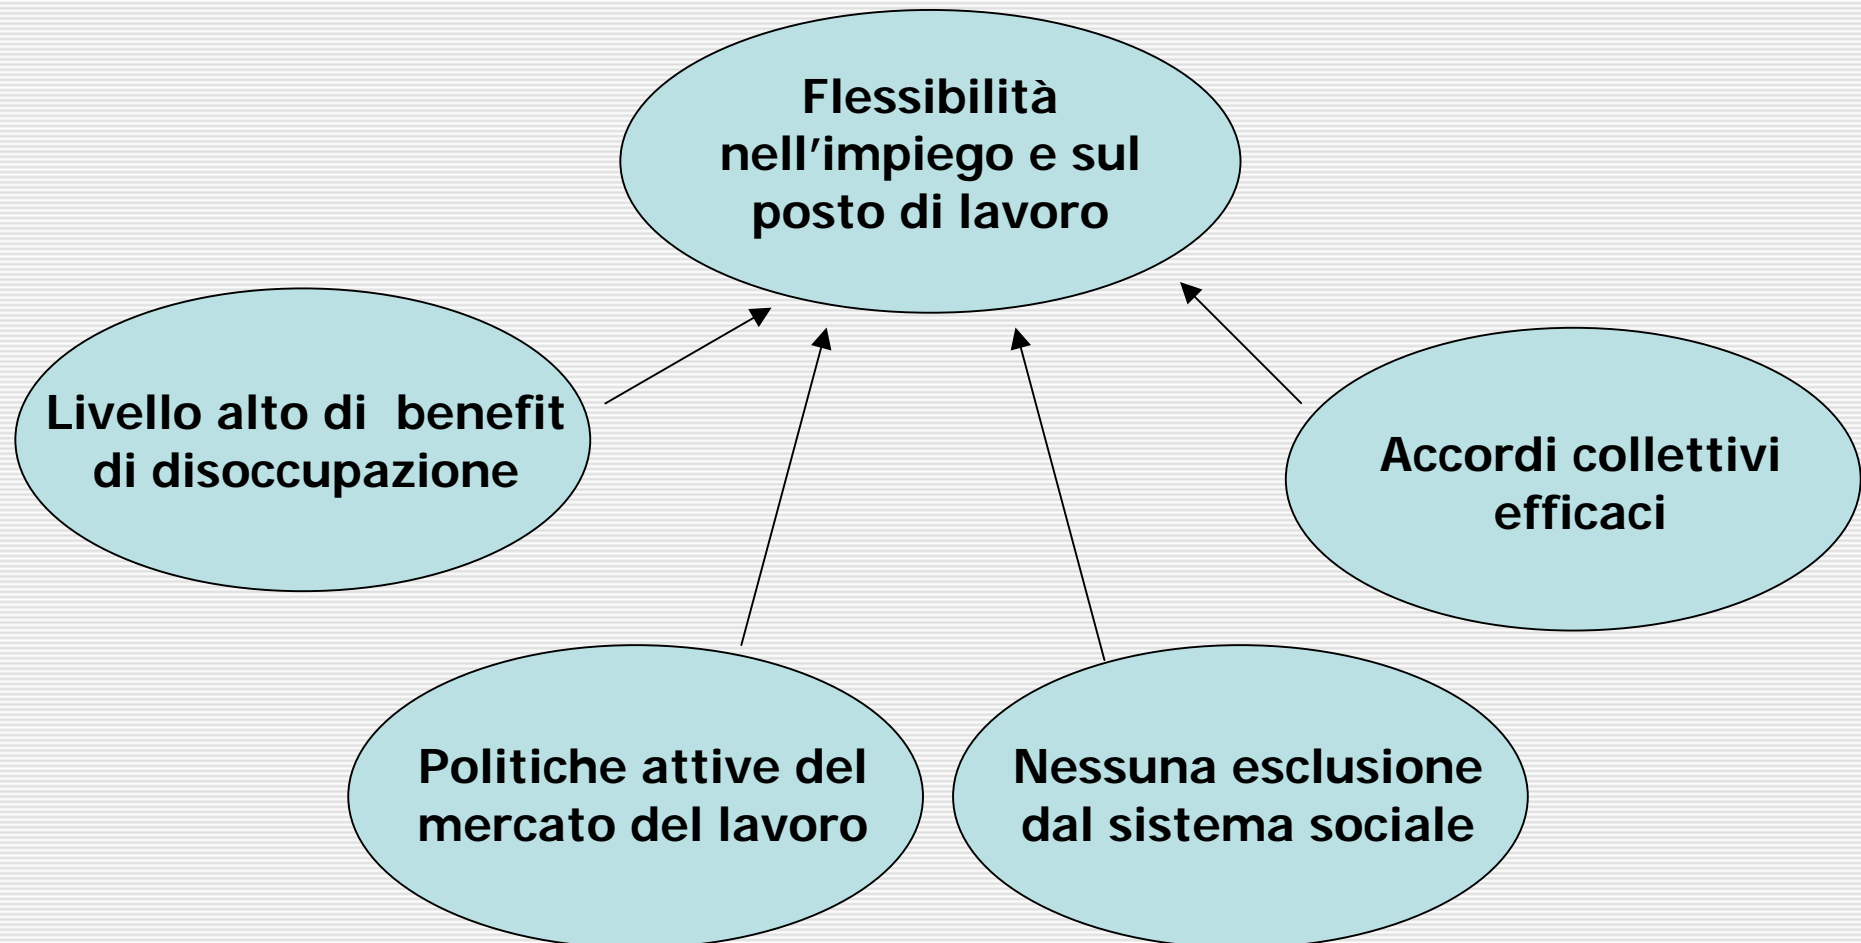 Flessibilità
nell'impiego e sul
posto di lavoro
Livello alto di  benefit
di disoccupazione
Accordi collettivi
efficaci
Politiche attive del
mercato del lavoro
Nessuna esclusione
dal sistema sociale